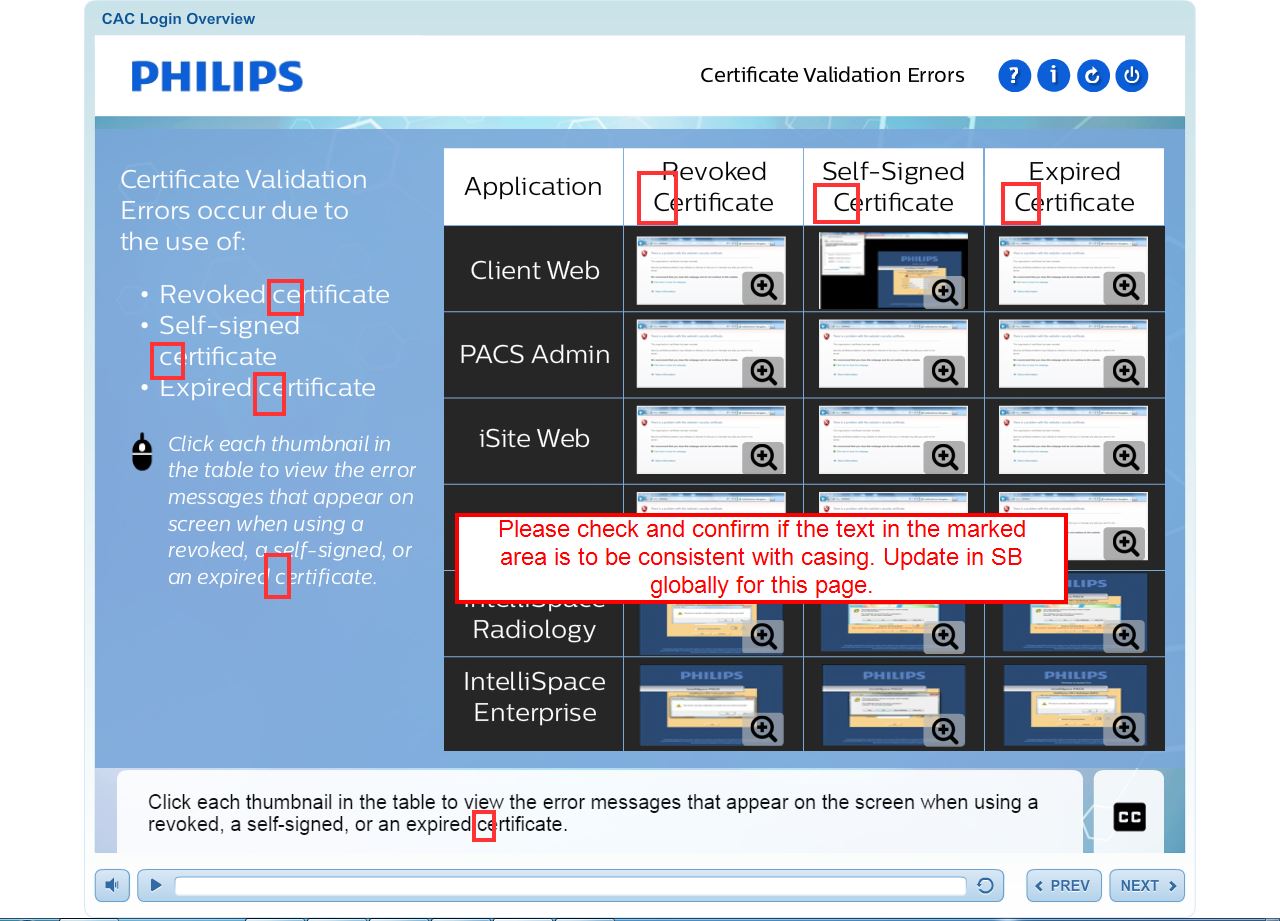 CAC Login Overview
PHILIPS
Certificate Validation Errors
Certificate Validation
Errors occur due to
the use of:
• Revoked certificate
• Self-signed
certificate
• Expired certificate
Click each thumbnail in
the table to view the error
messages that appear on
screen when using a
revoked, a self-signed, or
an expired certificate.
Application
Revoked
Certificate
Self-Signed
Certificate
Expired
Certificate
Client Web
PACS Admin
iSite Web
Please check and confirm if the text in the marked
area is to be consistent with casing. Update in SB
globally for this page.
IntelliSpace
Radiology
IntelliSpace
Enterprise
PHILIPS
PHILIPS
PHILIPS
Click each thumbnail in the table to view the error messages that appear on the screen when using a
revoked, a self-signed, or an expired certificate.
CC
PREV
NEXT